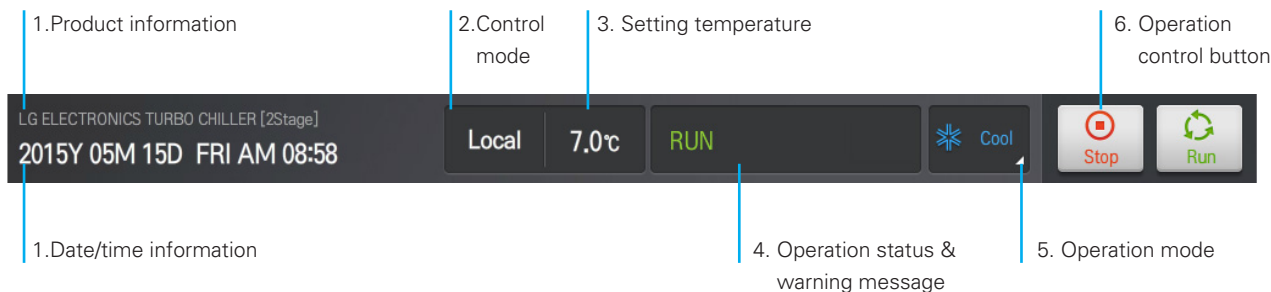 1.Product information
2.Control
mode
3. Setting temperature
6. Operation
control button
LG ELECTRONICS TURBO CHILLER [2Stage]
2015Y 05M 15D FRI AM 08:58
Local
7.0℃
RUN
Cool
Stop
Run
1.Date/time information
4. Operation status &
warning message
5. Operation mode